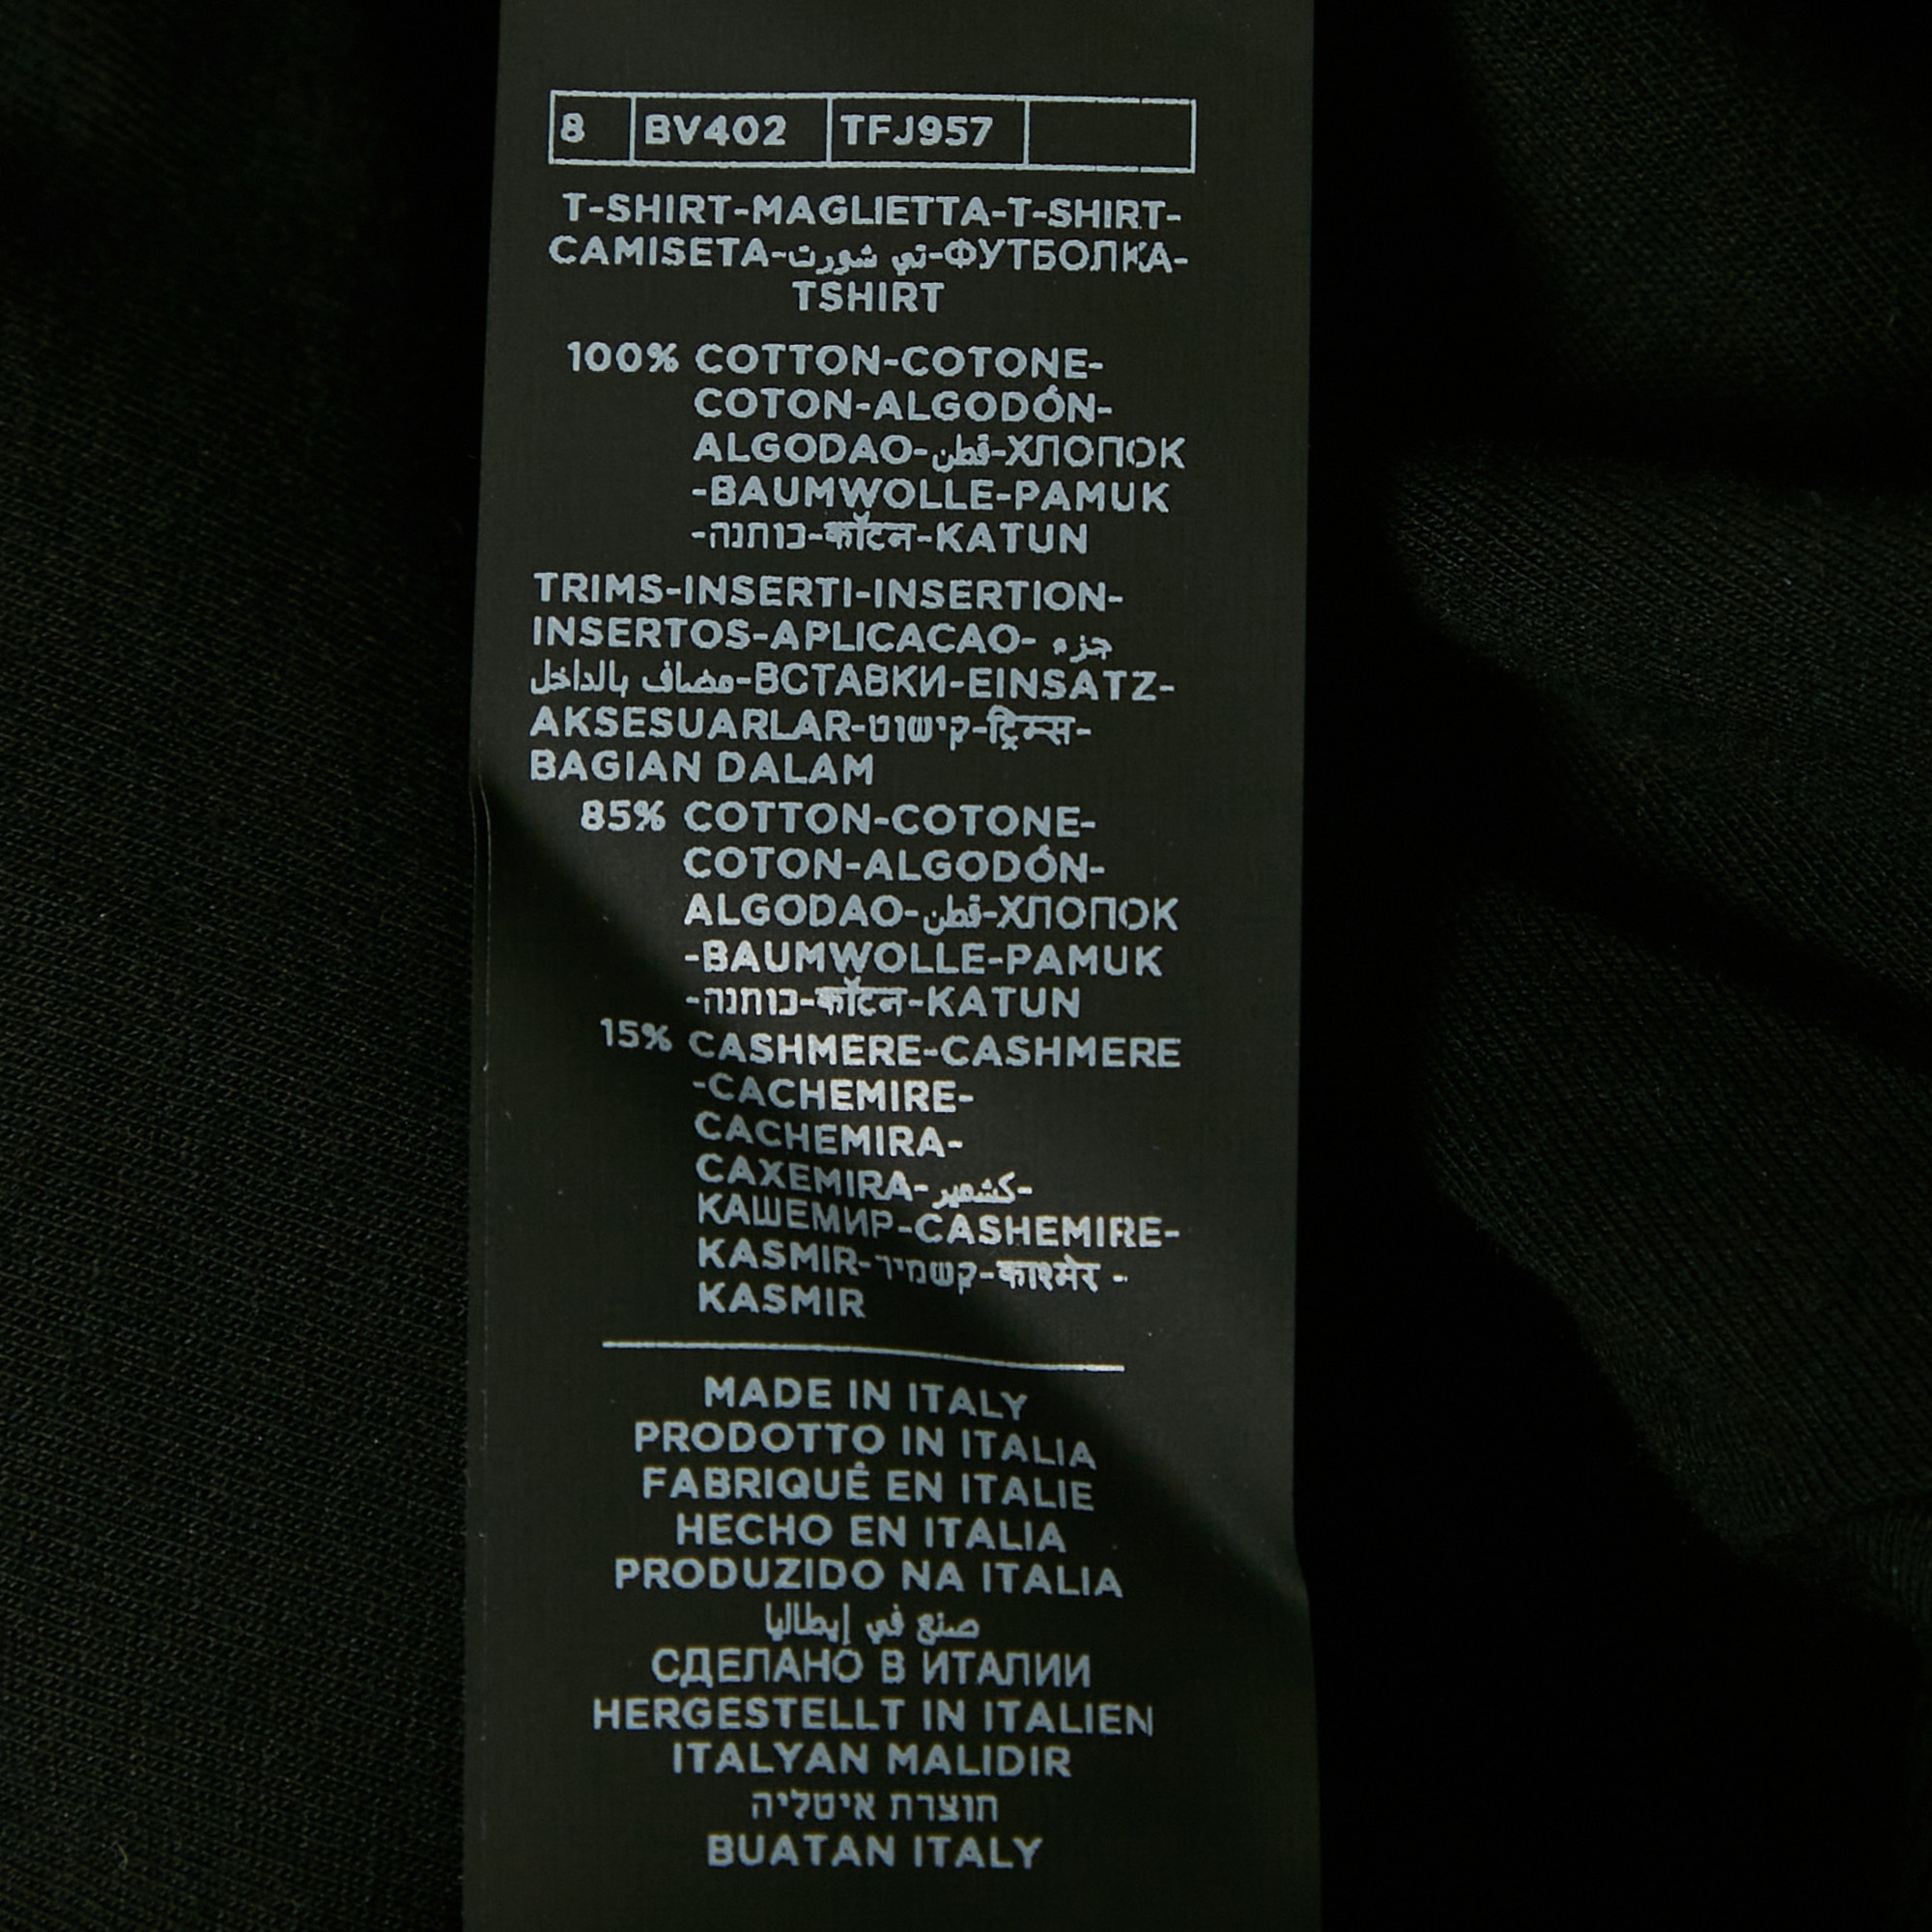 8 BV402 TFJ957
T-SHIRT-MAGLIETTA-T-SHIRT-
CAMISETA-تي شورت-ФУТБОЛКА-
TSHIRT
100% COTTON-COTONE-
COTON-ALGODÓN-
ALGODAO-قطن-ХЛОПОК
-BAUMWOLLE-PAMUK
-כותנה-कॉटन-KATUN
TRIMS-INSERTI-INSERTION-
INSERTOS-APLICACAO- جزء
مضاف بالداخل-ВСТАВКИ-EINSATZ-
AKSESUARLAR-קישוט-ट्रिम्स-
BAGIAN DALAM
85% COTTON-COTONE-
COTON-ALGODÓN-
ALGODAO-قطن-ХЛОПОК
-BAUMWOLLE-PAMUK
-כותנה-कॉटन-KATUN
15% CASHMERE-CASHMERE
-CACHEMIRE-
CACHEMIRA-
CAXEMIRA-كشمير-
КАШЕМИР-CASHEMIRE-
KASMIR-קשמיר-काश्मेर -
KASMIR
MADE IN ITALY
PRODOTTO IN ITALIA
FABRIQUÉ EN ITALIE
HECHO EN ITALIA
PRODUZIDO NA ITALIA
صنع في إيطاليا
СДЕЛАНО В ИТАЛИИ
HERGESTELLT IN ITALIEN
ITALYAN MALIDIR
תוצרת איטליה
BUATAN ITALY